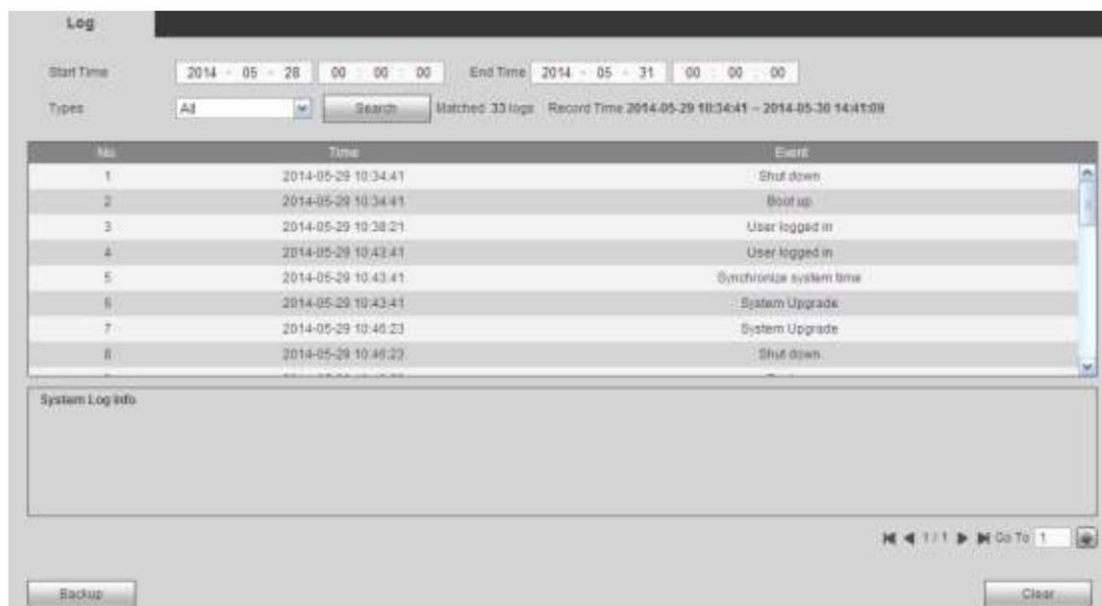 Log
Start Time 2014 - 05 - 28 00 : 00 : 00 End Time 2014 - 05 - 31 00 : 00 : 00
Types All Search Matched 33 logs Record Time 2014-05-29 10:34:41 -- 2014-05-30 14:41:09
No. Time Event
1 2014-05-29 10:34:41 Shut down
2 2014-05-29 10:34:41 Boot up
3 2014-05-29 10:38:21 User logged in
4 2014-05-29 10:43:41 User logged in
5 2014-05-29 10:43:41 Synchronize system time
6 2014-05-29 10:43:41 System Upgrade
7 2014-05-29 10:46:23 System Upgrade
8 2014-05-29 10:46:23 Shut down
System Log Info
1 / 1 Go To 1
Backup Clear